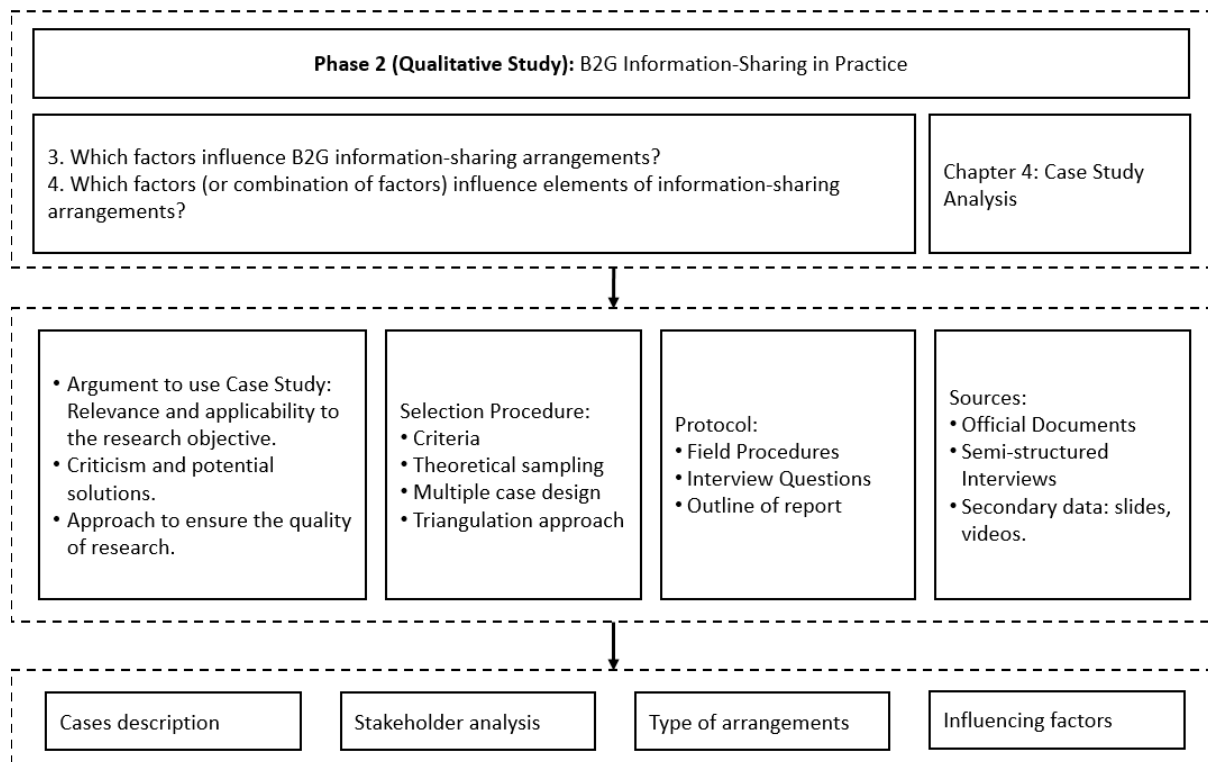 Phase 2 (Qualitative Study): B2G Information-Sharing in Practice
3. Which factors influence B2G information-sharing arrangements?
4. Which factors (or combination of factors) influence elements of information-sharing
arrangements?
Chapter 4: Case Study
Analysis
• Argument to use Case Study:
Relevance and applicability to
the research objective.
• Criticism and potential
solutions.
• Approach to ensure the quality
of research.
Selection Procedure:
• Criteria
• Theoretical sampling
• Multiple case design
• Triangulation approach
Protocol:
• Field Procedures
• Interview Questions
• Outline of report
Sources:
• Official Documents
• Semi-structured
Interviews
• Secondary data: slides,
videos.
Cases description
Stakeholder analysis
Type of arrangements
Influencing factors